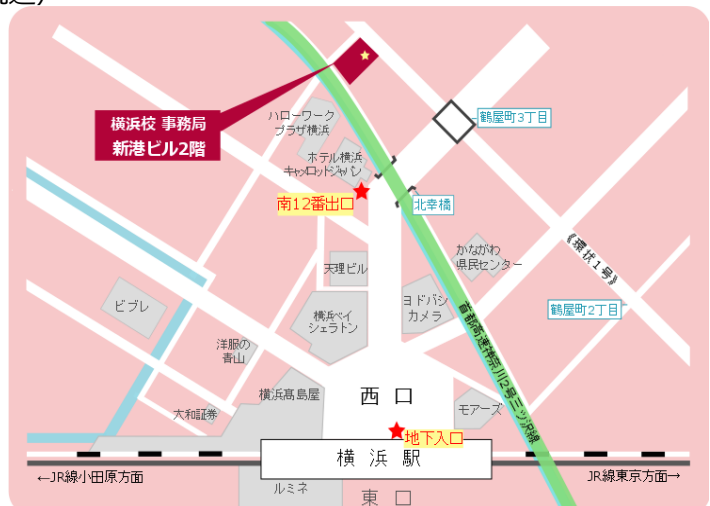 横浜校 事務局
新港ビル2階
ハローワーク
プラザ横浜
ホテル横浜
キャメロットジャパン
鶴屋町3丁目
南12番出口
北幸橋
天理ビル
かながわ
県民センター
《環状1号》
ビブレ
横浜ベイ
シェラトン
ヨドバシ
カメラ
鶴屋町2丁目
首都高速神奈川2号三ツ沢線
洋服の
青山
横浜髙島屋
西口
モアーズ
大和証券
地下入口
横浜駅
←JR線小田原方面
JR線東京方面→
ルミネ
東口